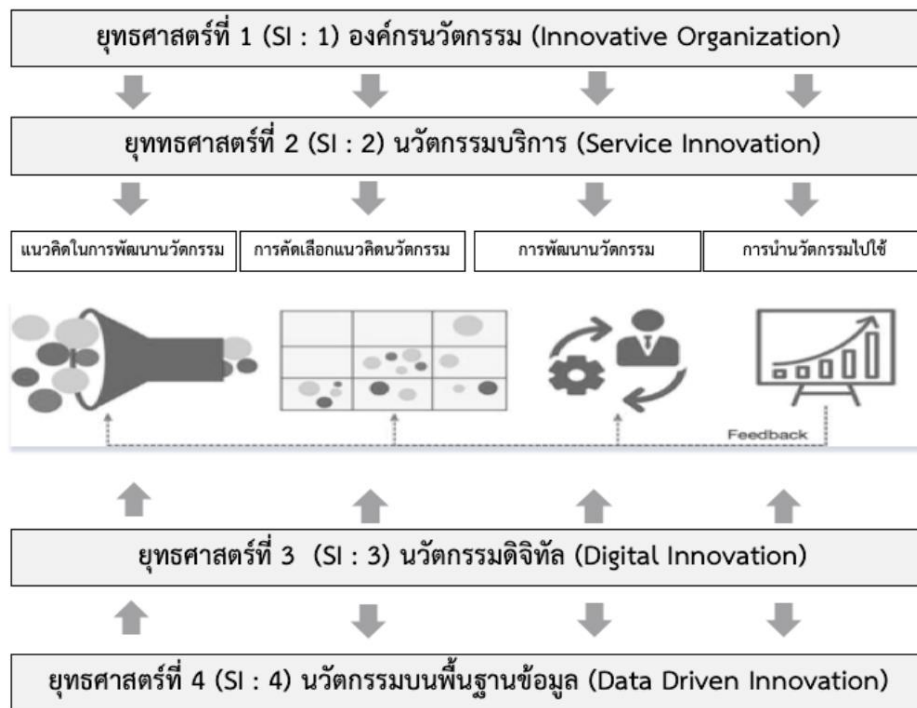 ยุทธศาสตร์ที่ 1 (SI : 1) องค์กรนวัตกรรม (Innovative Organization)
ยุททธศาสตร์ที่ 2 (SI : 2) นวัตกรรมบริการ (Service Innovation)
แนวคิดในการพัฒนานวัตกรรม
การคัดเลือกแนวคิดนวัตกรรม
การพัฒนานวัตกรรม
การนำนวัตกรรมไปใช้
Feedback
ยุทธศาสตร์ที่ 3 (SI : 3) นวัตกรรมดิจิทัล (Digital Innovation)
ยุทธศาสตร์ที่ 4 (SI : 4) นวัตกรรมบนพื้นฐานข้อมูล (Data Driven Innovation)